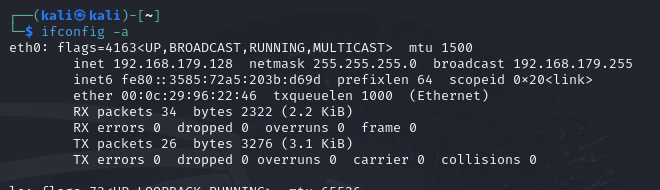 ┌──(kali㉿kali)-[~]
└─$ ifconfig -a
eth0: flags=4163<UP,BROADCAST,RUNNING,MULTICAST>  mtu 1500
        inet 192.168.179.128  netmask 255.255.255.0  broadcast 192.168.179.255
        inet6 fe80::3585:72a5:203b:d69d  prefixlen 64  scopeid 0×20<link>
        ether 00:0c:29:96:22:46  txqueuelen 1000  (Ethernet)
        RX packets 34  bytes 2322 (2.2 KiB)
        RX errors 0  dropped 0  overruns 0  frame 0
        TX packets 26  bytes 3276 (3.1 KiB)
        TX errors 0  dropped 0 overruns 0  carrier 0  collisions 0
lo: flags=73<UP,LOOPBACK,RUNNING>  mtu 65536